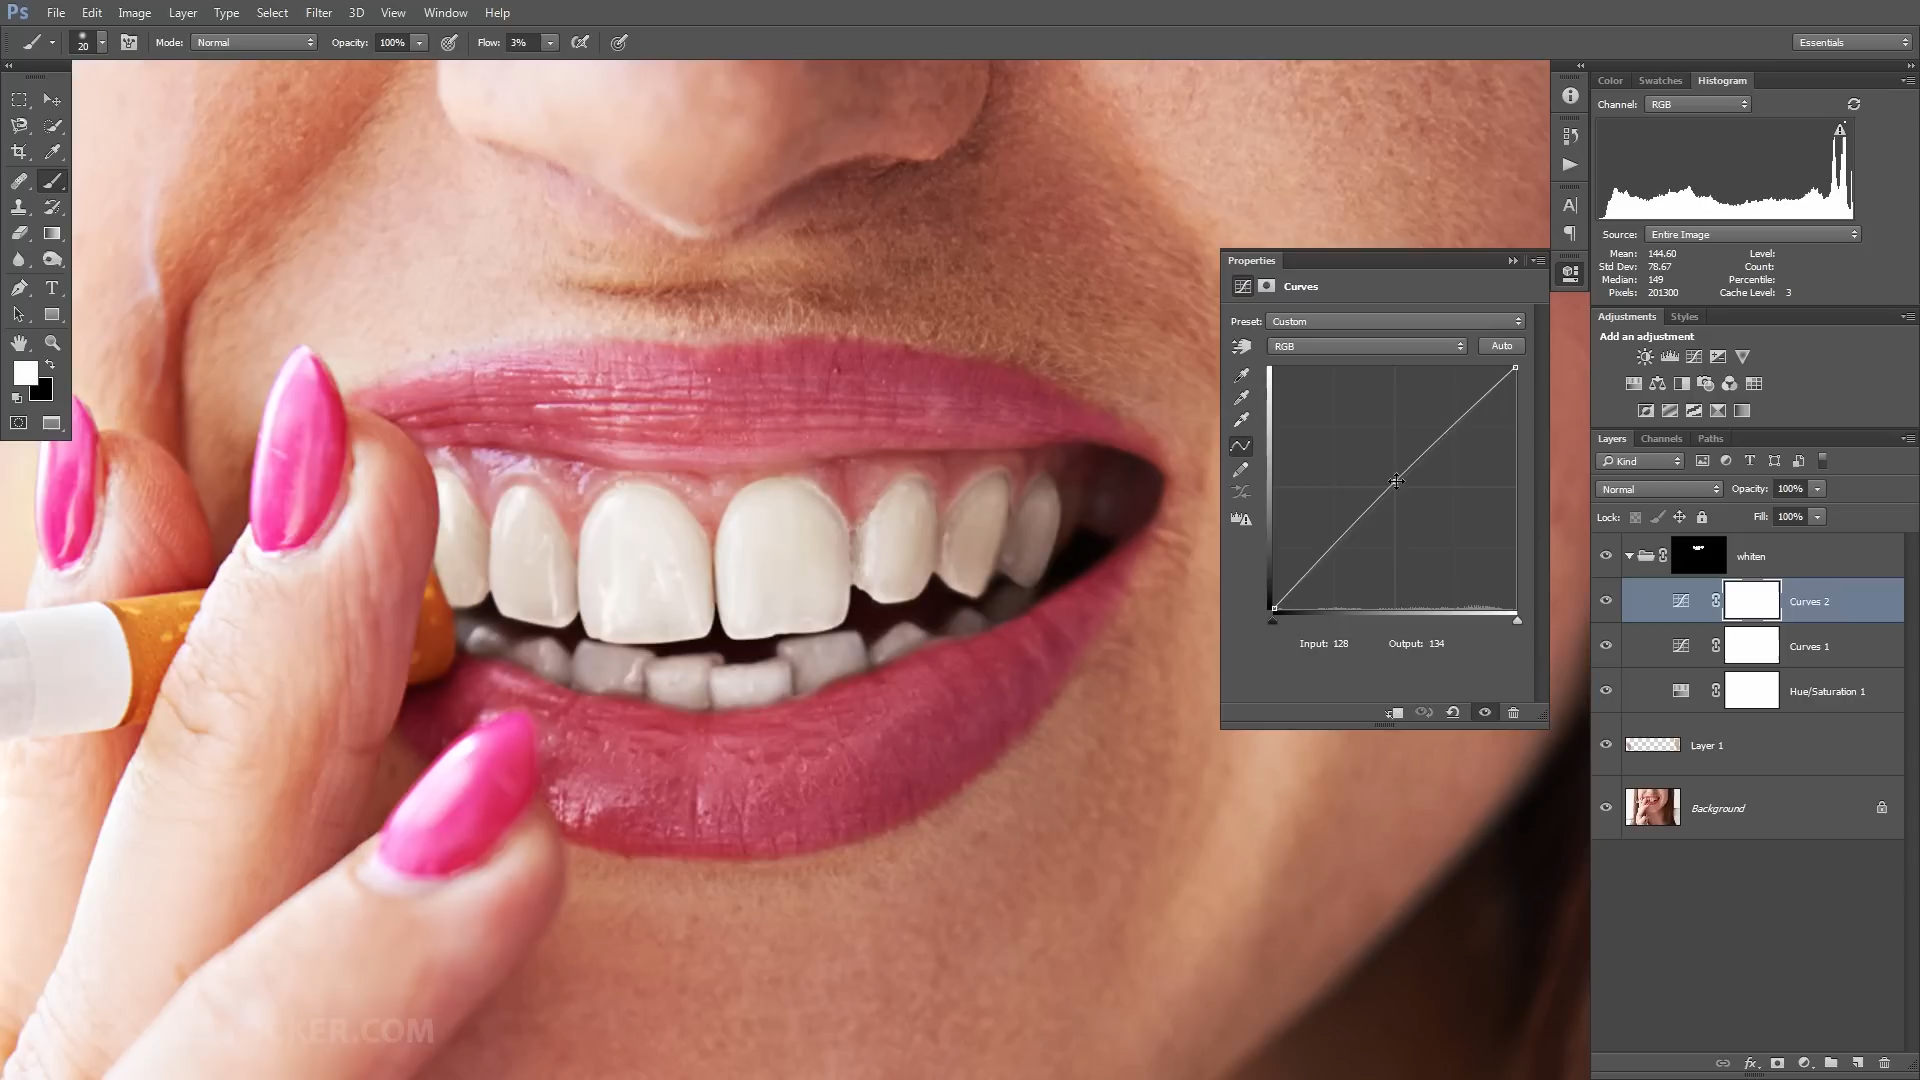 Ps File Edit Image Layer Type Select Filter 3D View Window Help
20 Mode: Normal Opacity: 100% Flow: 3% Essentials
Color Swatches Histogram
Channel: RGB
Source: Entire Image
Mean: 144.60 Level:
Std Dev: 78.67 Count:
Median: 149 Percentile:
Pixels: 201300 Cache Level: 3
Properties
Curves
Preset: Custom
RGB Auto
Input: 128 Output: 134
Adjustments Styles
Add an adjustment
Layers Channels Paths
Kind
Normal Opacity: 100%
Lock: Fill: 100%
whiten
Curves 2
Curves 1
Hue/Saturation 1
Layer 1
Background